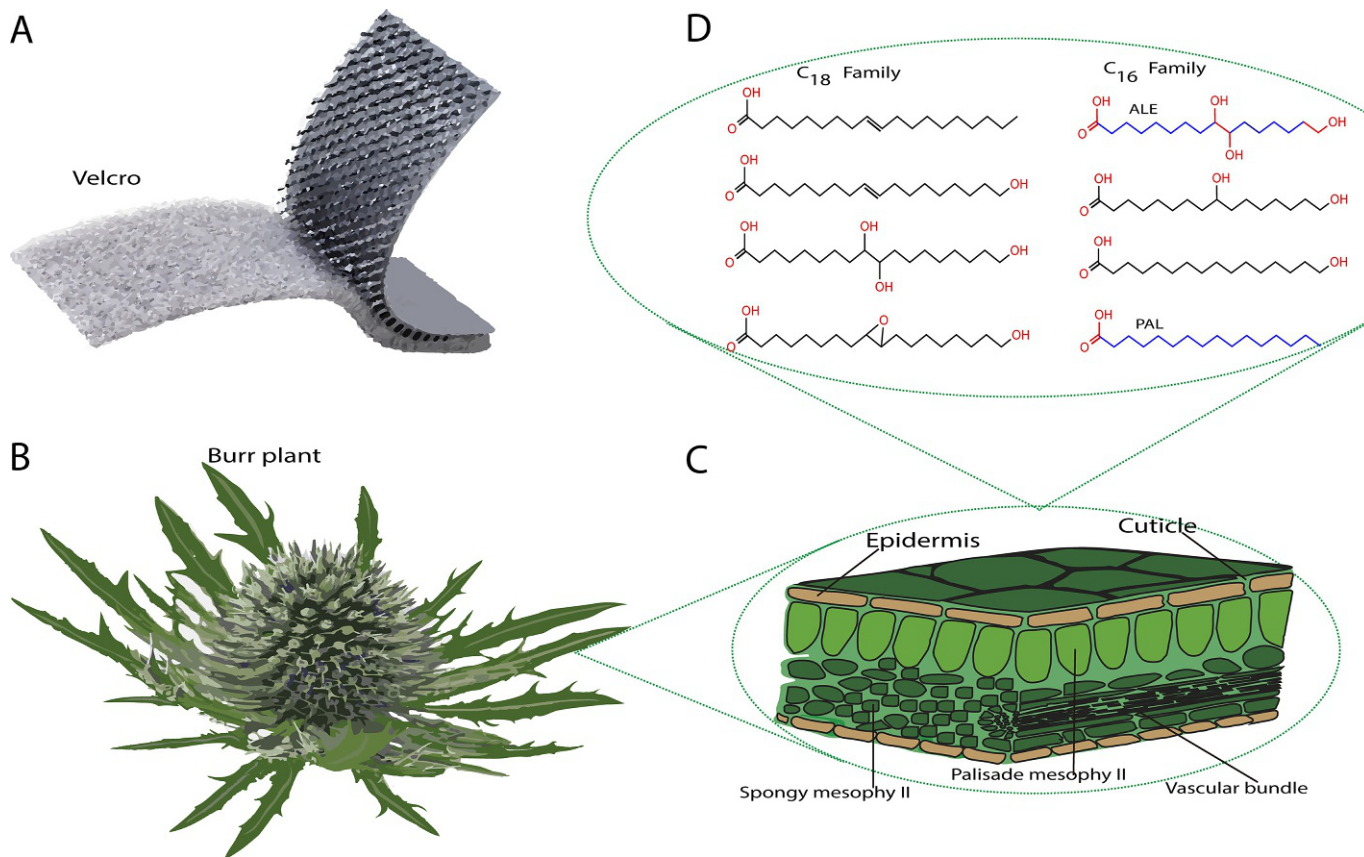 A
Velcro
D
C18 Family
C16 Family
OH
O
OH
O
OH
OH
O
OH
OH
OH
OH
O
O
OH
OH
O
ALE
OH
OH
OH
OH
O
OH
OH
OH
O
OH
OH
O
PAL
B
Burr plant
C
Epidermis
Cuticle
Spongy mesophy II
Palisade mesophy II
Vascular bundle